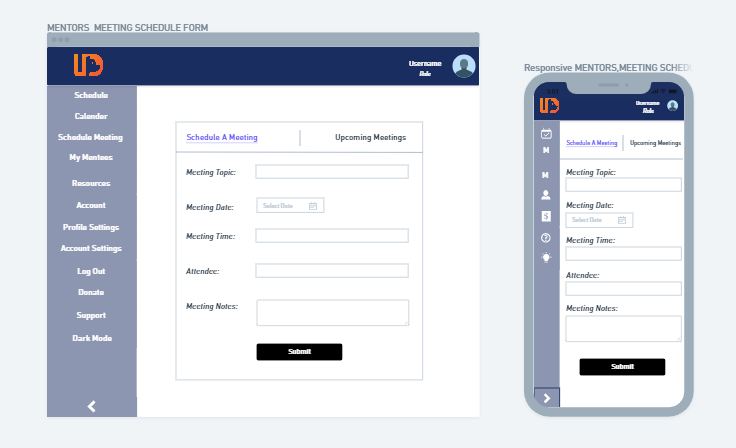 MENTORS MEETING SCHEDULE FORM
Username
Role
Schedule
Calender
Schedule Meeting
My Mentees
Resources
Account
Profile Settings
Account Settings
Log Out
Donate
Support
Dark Mode
Schedule A Meeting
Upcoming Meetings
Meeting Topic:
Meeting Date:
Select Date
Meeting Time:
Attendee:
Meeting Notes:
Submit
Responsive MENTORS,MEETING SCHEDU
Username
Role
M
M
Schedule A Meeting
Upcoming Meetings
Meeting Topic:
Meeting Date:
Select Date
Meeting Time:
Attendee:
Meeting Notes:
Submit